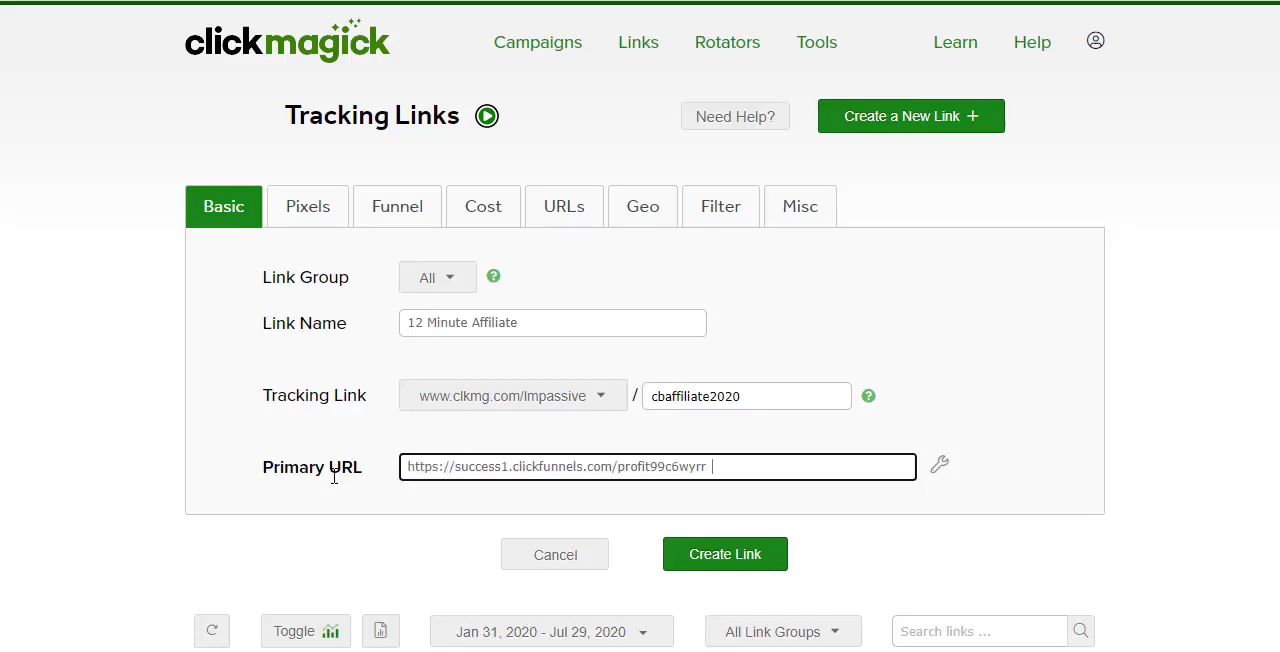 clickmagick Campaigns Links Rotators Tools Learn Help
Tracking Links Need Help? Create a New Link +
Basic Pixels Funnel Cost URLs Geo Filter Misc
Link Group All ?
Link Name 12 Minute Affiliate
Tracking Link www.clkmg.com/Impassive / cbaffiliate2020 ?
Primary URL https://success1.clickfunnels.com/profit99c6wyrr
Cancel Create Link
Toggle Jan 31, 2020 - Jul 29, 2020 All Link Groups Search links ...